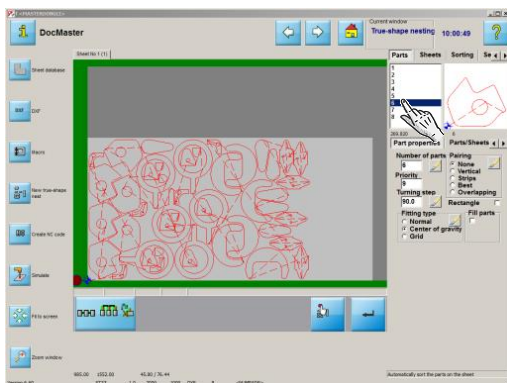 DocMaster
Current window
True-shape nesting
10:00:49
Sheet No 1 (1)
Parts Sheets Sorting Se
1
2
3
4
5
6
7
8
Part properties Parts/Sheets
Number of parts Pairing
6
None
Vertical
Priority
Strips
9
Best
Turning step
Overlapping
90.0
Rectangle
Fitting type
Fill parts
Normal
Center of gravity
Grid
Sheet database
DXF
Macro
New true-shape nest
Create NC code
Simulate
Fit to screen
Zoom window
Automatically sort the parts on the sheet